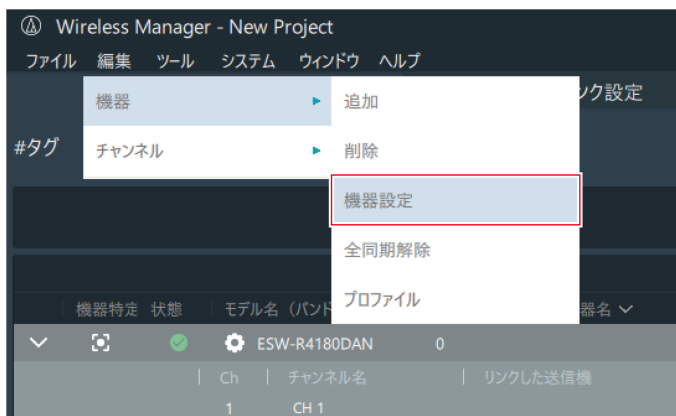 Wireless Manager - New Project
ファイル 編集 ツール システム ウィンドウ ヘルプ
機器
チャンネル
追加
削除
機器設定
全同期解除
プロファイル
ック設定
#タグ
機器特定 状態 モデル名 (バンド 器名
ESW-R4180DAN 0
Ch チャンネル名 リンクした送信機
1 CH 1